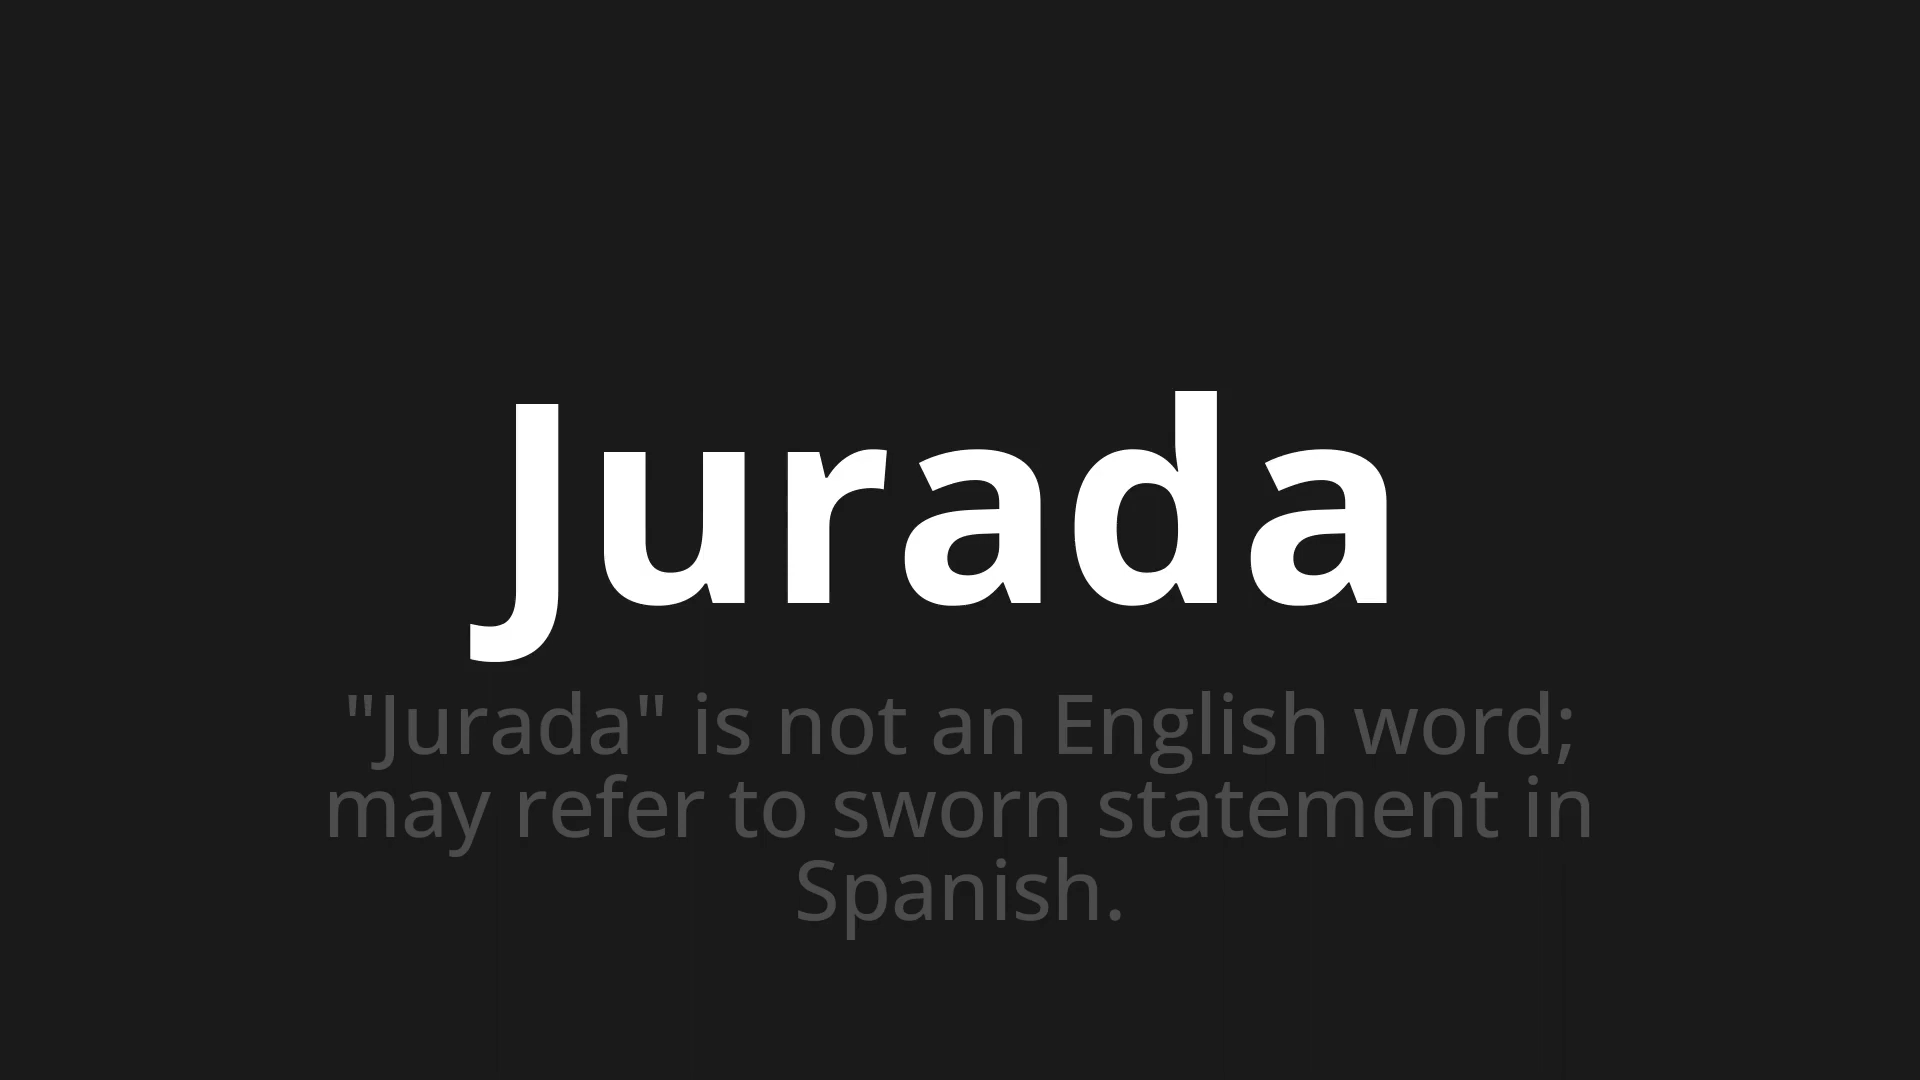 Jurada
"Jurada" is not an English word;
may refer to sworn statement in
Spanish.